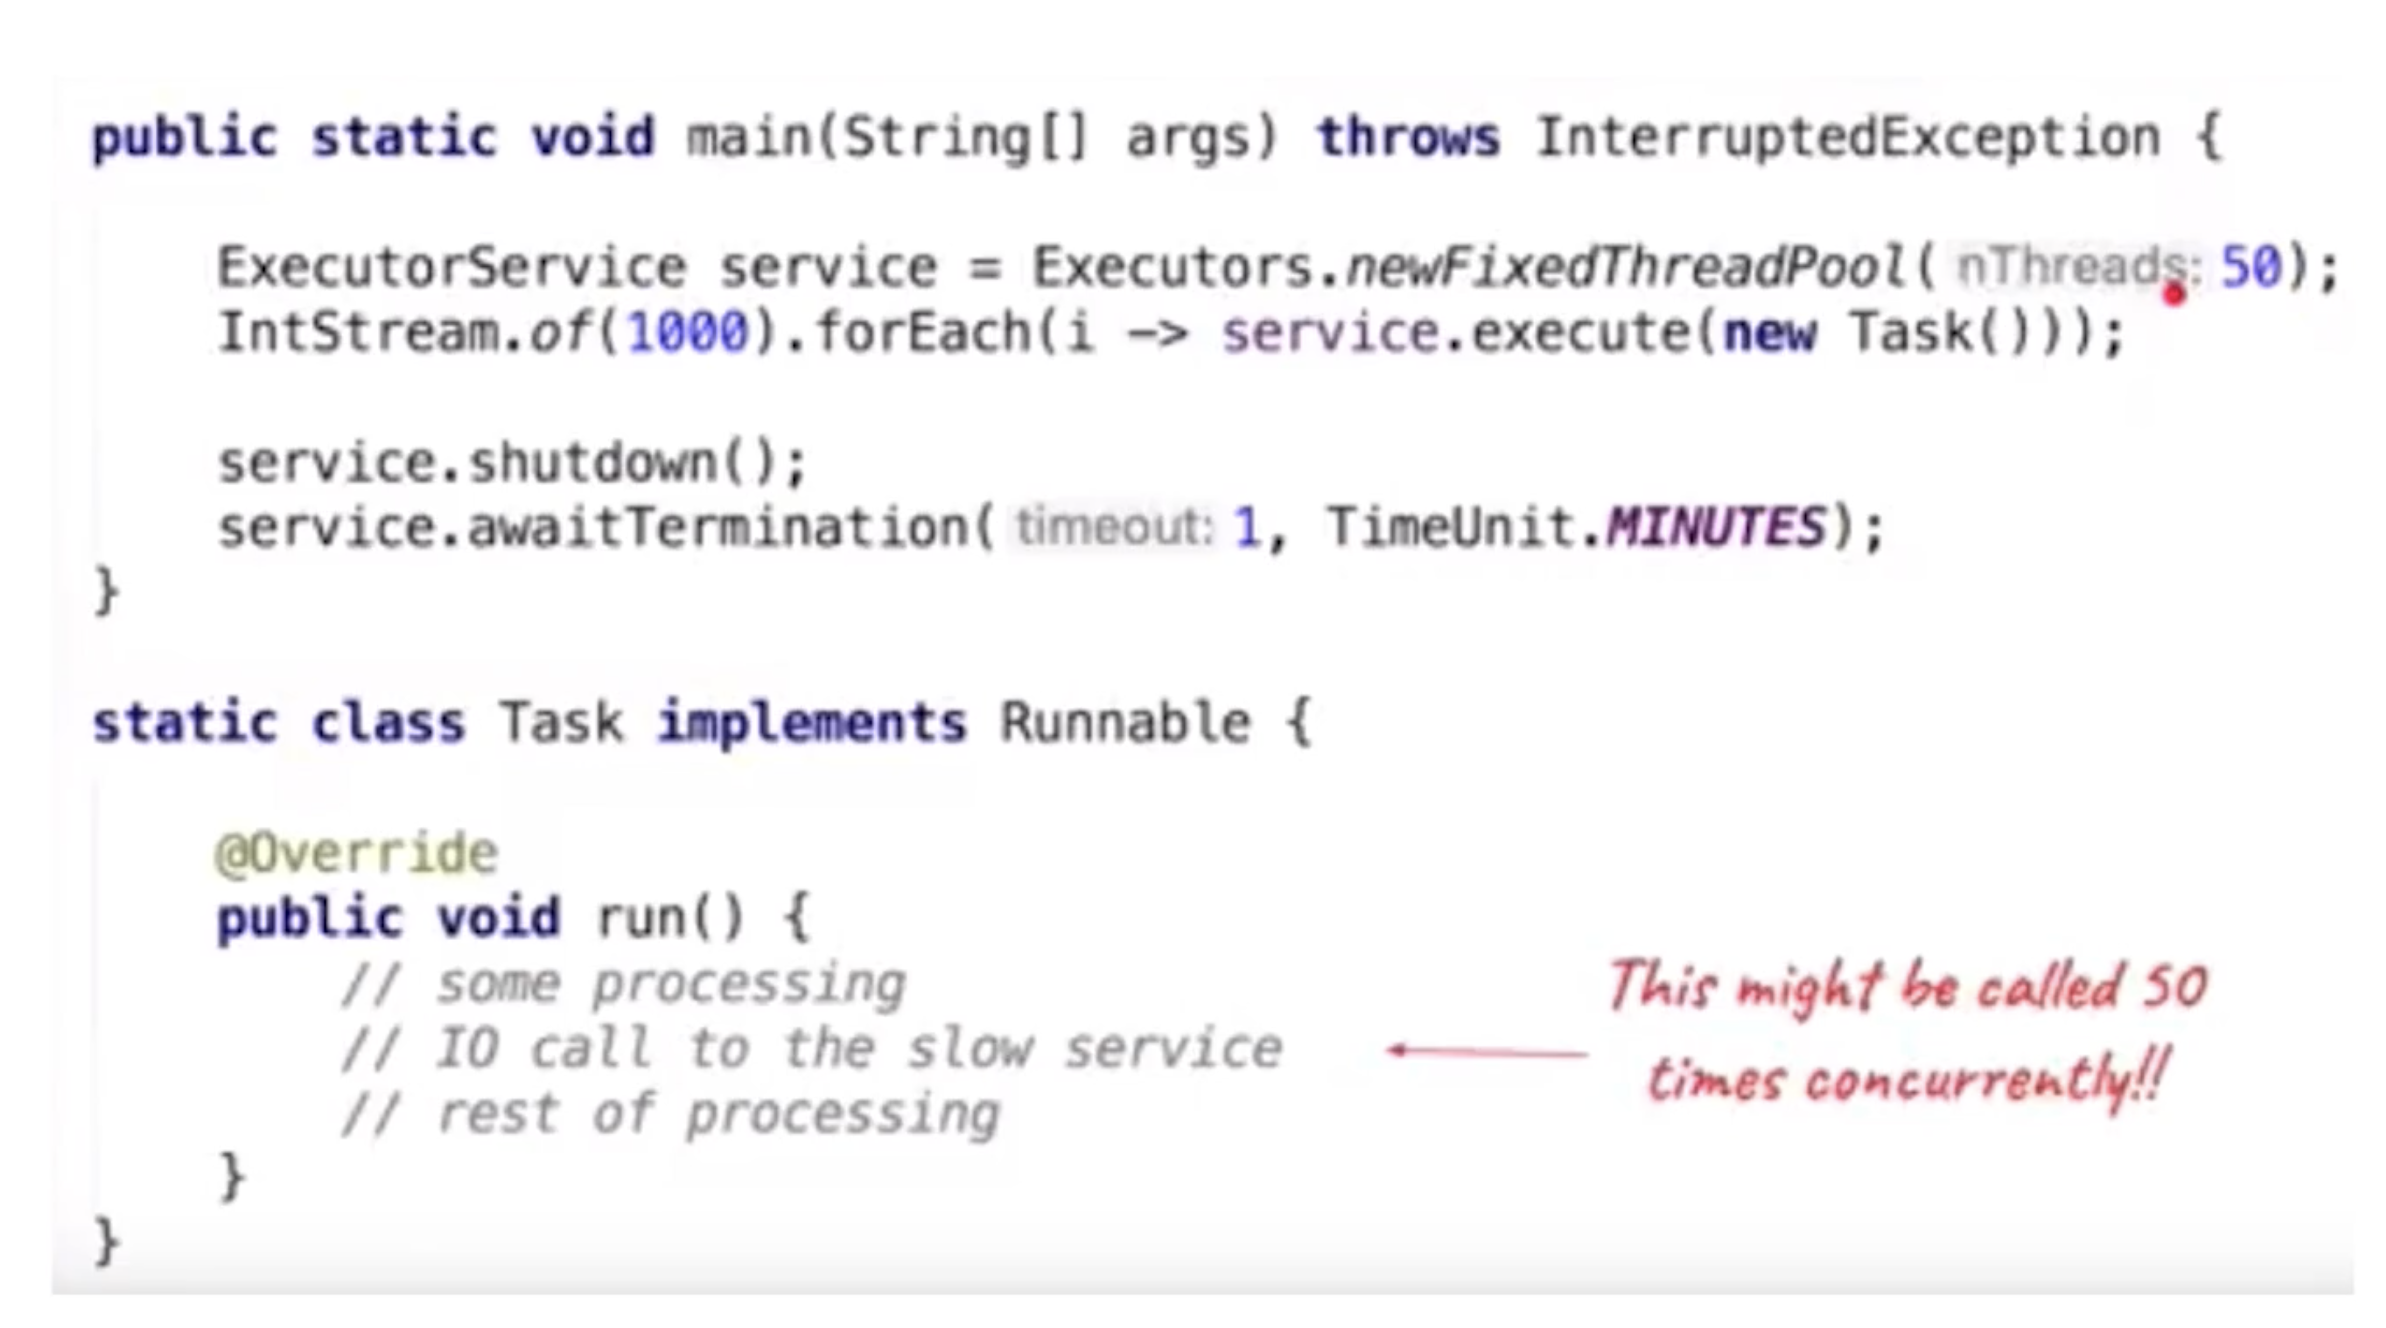 public static void main(String[] args) throws InterruptedException {
ExecutorService service = Executors.newFixedThreadPool( nThreads: 50);
IntStream.of(1000).forEach(i -> service.execute(new Task()));
service.shutdown();
service.awaitTermination( timeout: 1, TimeUnit.MINUTES);
}
static class Task implements Runnable {
@Override
public void run() {
// some processing
// IO call to the slow service
// rest of processing
}
}
This might be called 50
times concurrently!!